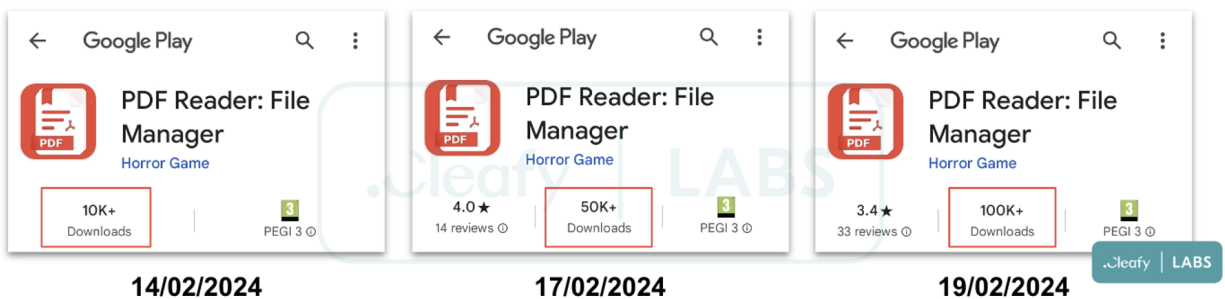 Google Play
PDF Reader: File
Manager
Horror Game
PDF
10K+
Downloads
3
PEGI 3
14/02/2024
Google Play
PDF Reader: File
Manager
Horror Game
PDF
4.0★
14 reviews
50K+
Downloads
3
PEGI 3
17/02/2024
Google Play
PDF Reader: File
Manager
Horror Game
PDF
3.4★
33 reviews
100K+
Downloads
3
PEGI 3
19/02/2024
.Cleafy | LABS
.Cleafy | LABS